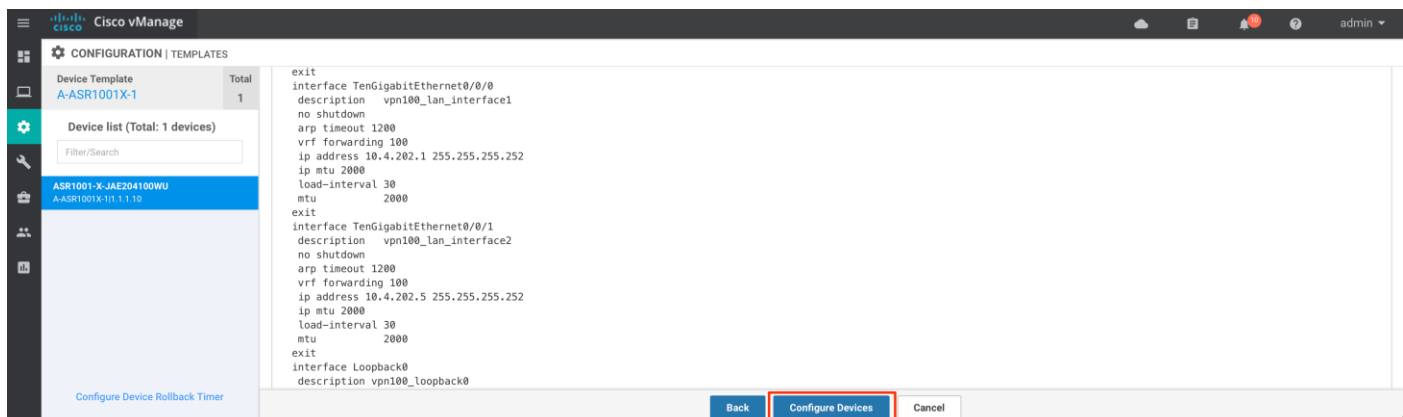 cisco Cisco vManage
10
admin
CONFIGURATION | TEMPLATES
Device Template Total
A-ASR1001X-1 1
Device list (Total: 1 devices)
Filter/Search
ASR1001-X-JAE204100WU
A-ASR1001X-1|1.1.1.10
Configure Device Rollback Timer
exit
interface TenGigabitEthernet0/0/0
description vpn100_lan_interface1
no shutdown
arp timeout 1200
vrf forwarding 100
ip address 10.4.202.1 255.255.255.252
ip mtu 2000
load-interval 30
mtu 2000
exit
interface TenGigabitEthernet0/0/1
description vpn100_lan_interface2
no shutdown
arp timeout 1200
vrf forwarding 100
ip address 10.4.202.5 255.255.255.252
ip mtu 2000
load-interval 30
mtu 2000
exit
interface Loopback0
description vpn100_loopback0
Back Configure Devices Cancel